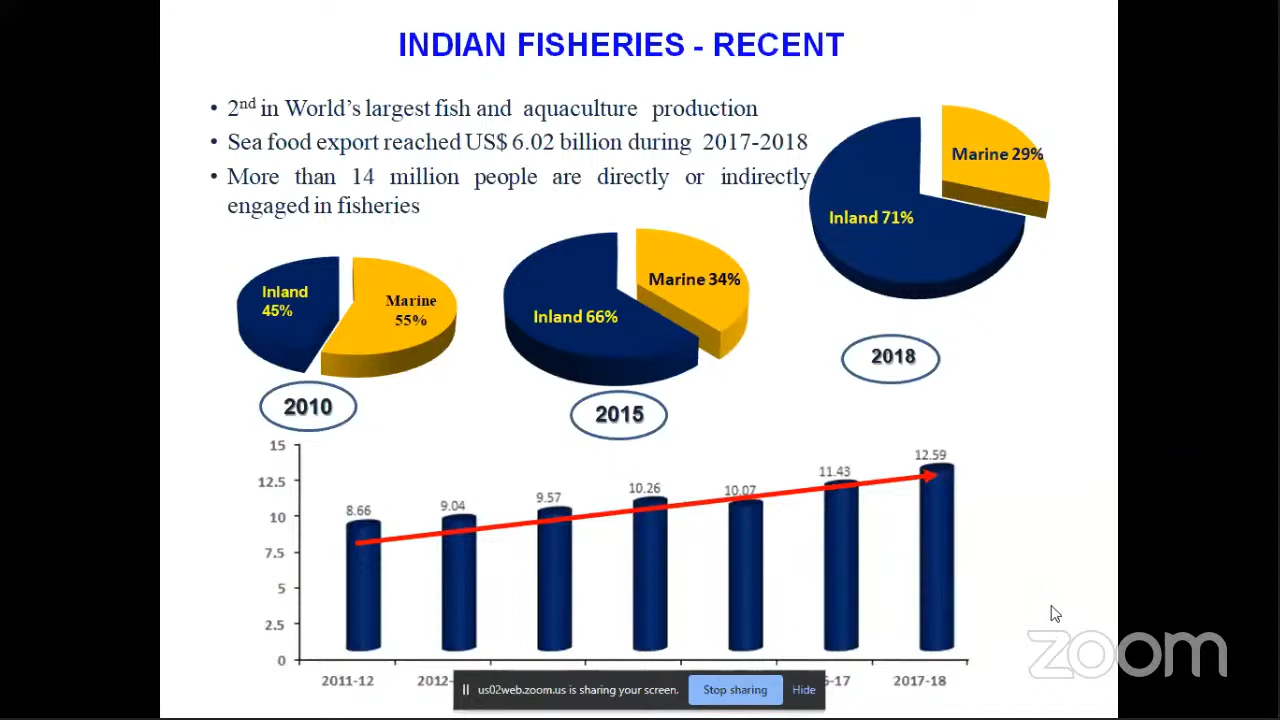 INDIAN FISHERIES - RECENT
• 2nd in World's largest fish and aquaculture production
• Sea food export reached US$ 6.02 billion during 2017-2018
• More than 14 million people are directly or indirectly
engaged in fisheries
Marine 29%
Inland 71%
2018
Marine 34%
Inland 66%
2015
Inland
45%
Marine
55%
2010
15
12.5
10
7.5
5
2.5
0
8.66
9.04
9.57
10.26
10.07
11.43
12.59
2011-12
2012-
-17
2017-18
us02web.zoom.us is sharing your screen.
Stop sharing
Hide
zoom